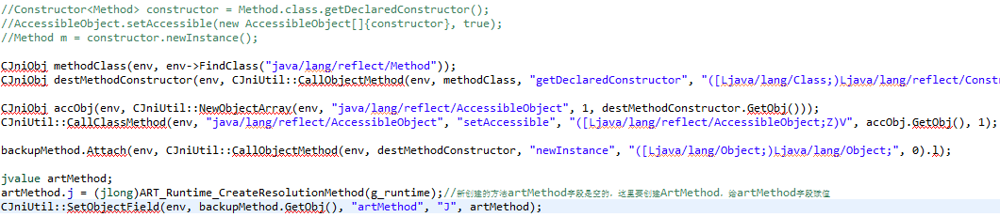 //Constructor<Method> constructor = Method.class.getDeclaredConstructor();
//AccessibleObject.setAccessible(new AccessibleObject[]{constructor}, true);
//Method m = constructor.newInstance();
CJniObj methodClass(env, env->FindClass("java/lang/reflect/Method"));
CJniObj destMethodConstructor(env, CJniUtil::CallObjectMethod(env, methodClass, "getDeclaredConstructor", "([Ljava/lang/Class;)Ljava/lang/reflect/Const
CJniObj accObj(env, CJniUtil::NewObjectArray(env, "java/lang/reflect/AccessibleObject", 1, destMethodConstructor.GetObj()));
CJniUtil::CallClassMethod(env, "java/lang/reflect/AccessibleObject", "setAccessible", "([Ljava/lang/reflect/AccessibleObject;Z)V", accObj.GetObj(), 1);
backupMethod.Attach(env, CJniUtil::CallObjectMethod(env, destMethodConstructor, "newInstance", "([Ljava/lang/Object;)Ljava/lang/Object;", 0).l);
jvalue artMethod;
artMethod.j = (jlong)ART_Runtime_CreateResolutionMethod(g_runtime);//新创建的方法artMethod字段是空的，这里要创建ArtMethod，给artMethod字段赋值
CJniUtil::SetObjectField(env, backupMethod.GetObj(), "artMethod", "J", artMethod);